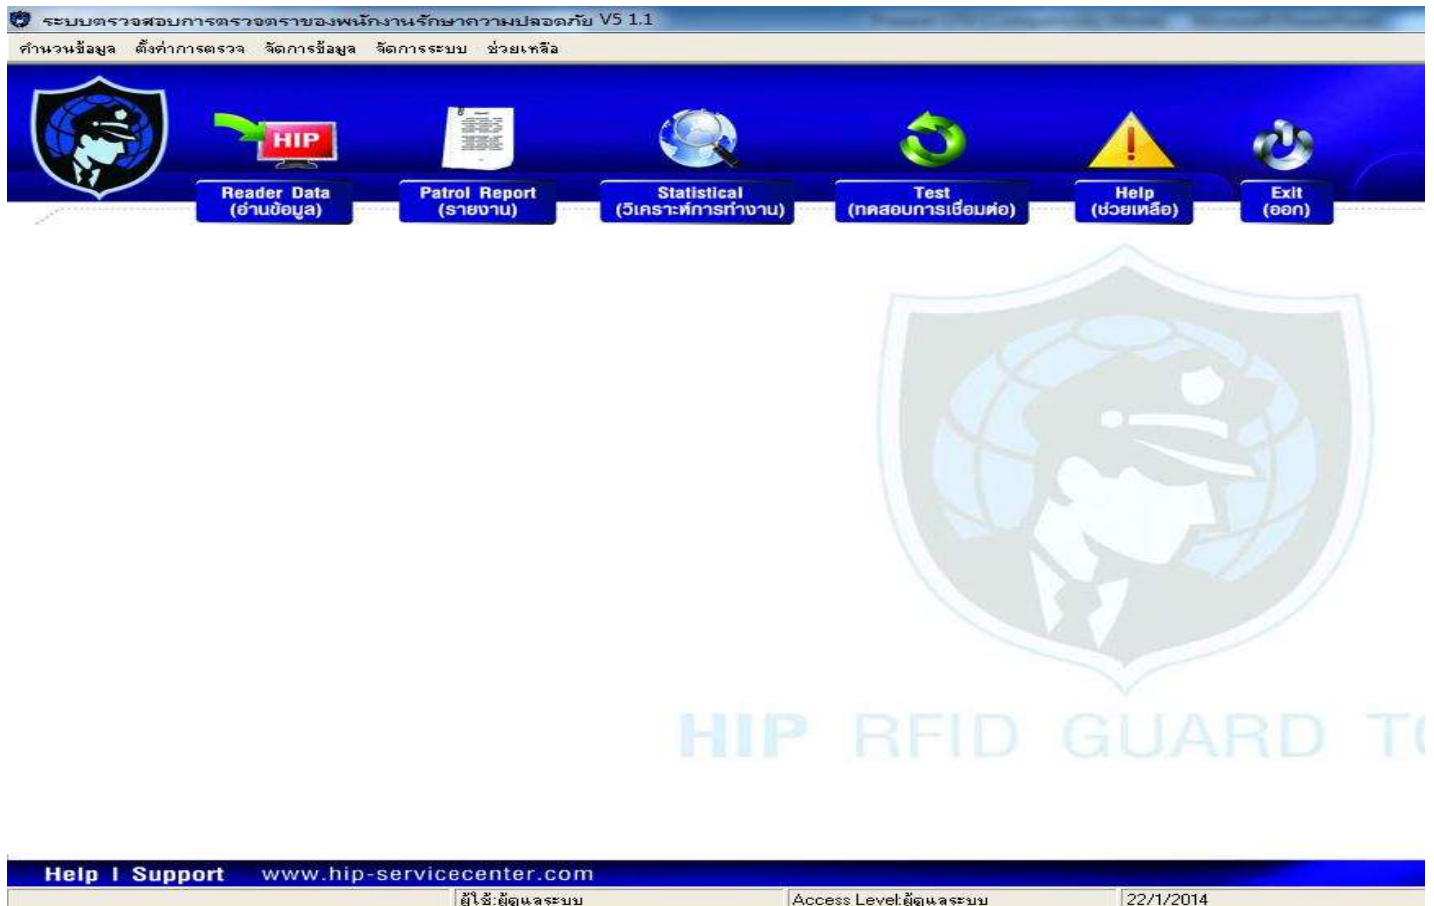 ระบบตรวจสอบการตรวจตราของพนักงานรักษาความปลอดภัย V5 1.1
คำนวนข้อมูล ตั้งค่าการตรวจ จัดการข้อมูล จัดการระบบ ช่วยเหลือ
HIP
Reader Data Patrol Report Statistical Test Help Exit
(อ่านข้อมูล) (รายงาน) (วิเคราะห์การทำงาน) (ทดสอบการเชื่อมต่อ) (ช่วยเหลือ) (ออก)
HIP RFID GUARD TO
Help I Support www.hip-servicecenter.com
ผู้ใช้:ผู้ดูแลระบบ Access Level:ผู้ดูแลระบบ 22/1/2014